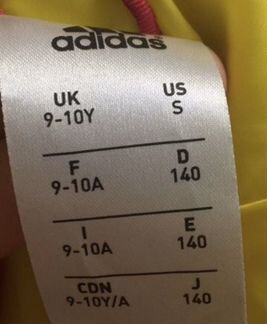 adidas
UK US
9-10Y S
F D
9-10A 140
I E
9-10A 140
CDN J
9-10Y/A 140